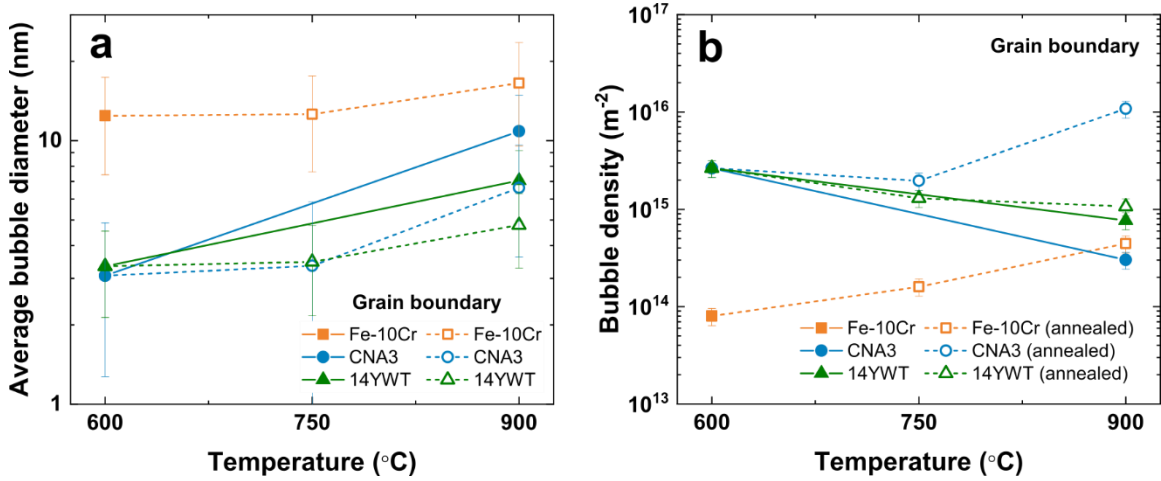 a
Average bubble diameter (nm)
10
1
600
750
900
Temperature (°C)
Grain boundary
Fe-10Cr
Fe-10Cr
CNA3
CNA3
14YWT
14YWT
b
Grain boundary
Bubble density (m⁻²)
10¹⁷
10¹⁶
10¹⁵
10¹⁴
10¹³
600
750
900
Temperature (°C)
Fe-10Cr
Fe-10Cr (annealed)
CNA3
CNA3 (annealed)
14YWT
14YWT (annealed)